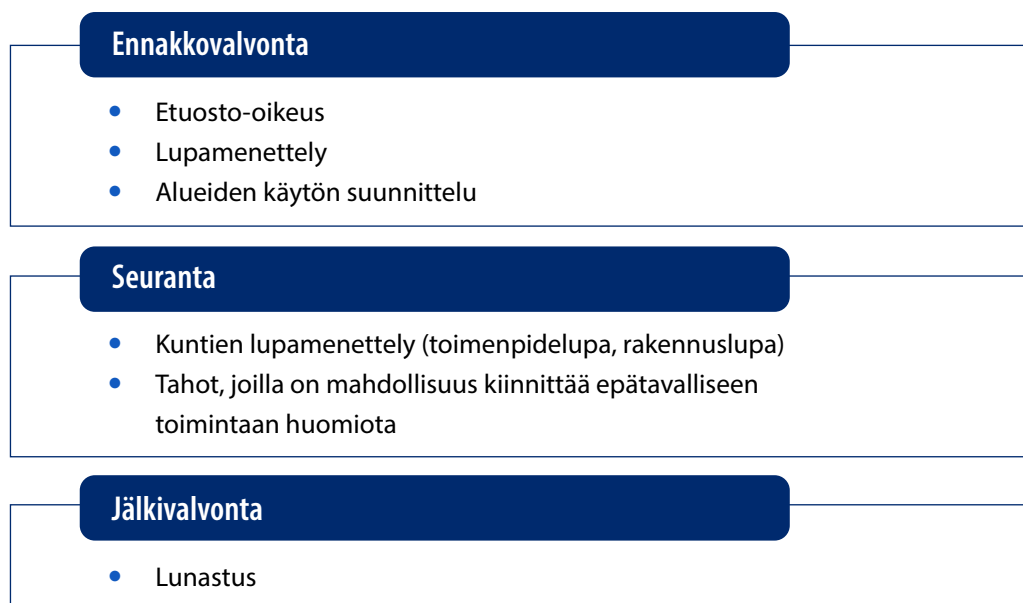 Ennakkovalvonta
• Etuosto-oikeus
• Lupamenettely
• Alueiden käytön suunnittelu
Seuranta
• Kuntien lupamenettely (toimenpidelupa, rakennuslupa)
• Tahot, joilla on mahdollisuus kiinnittää epätavalliseen
toimintaan huomiota
Jälkivalvonta
• Lunastus